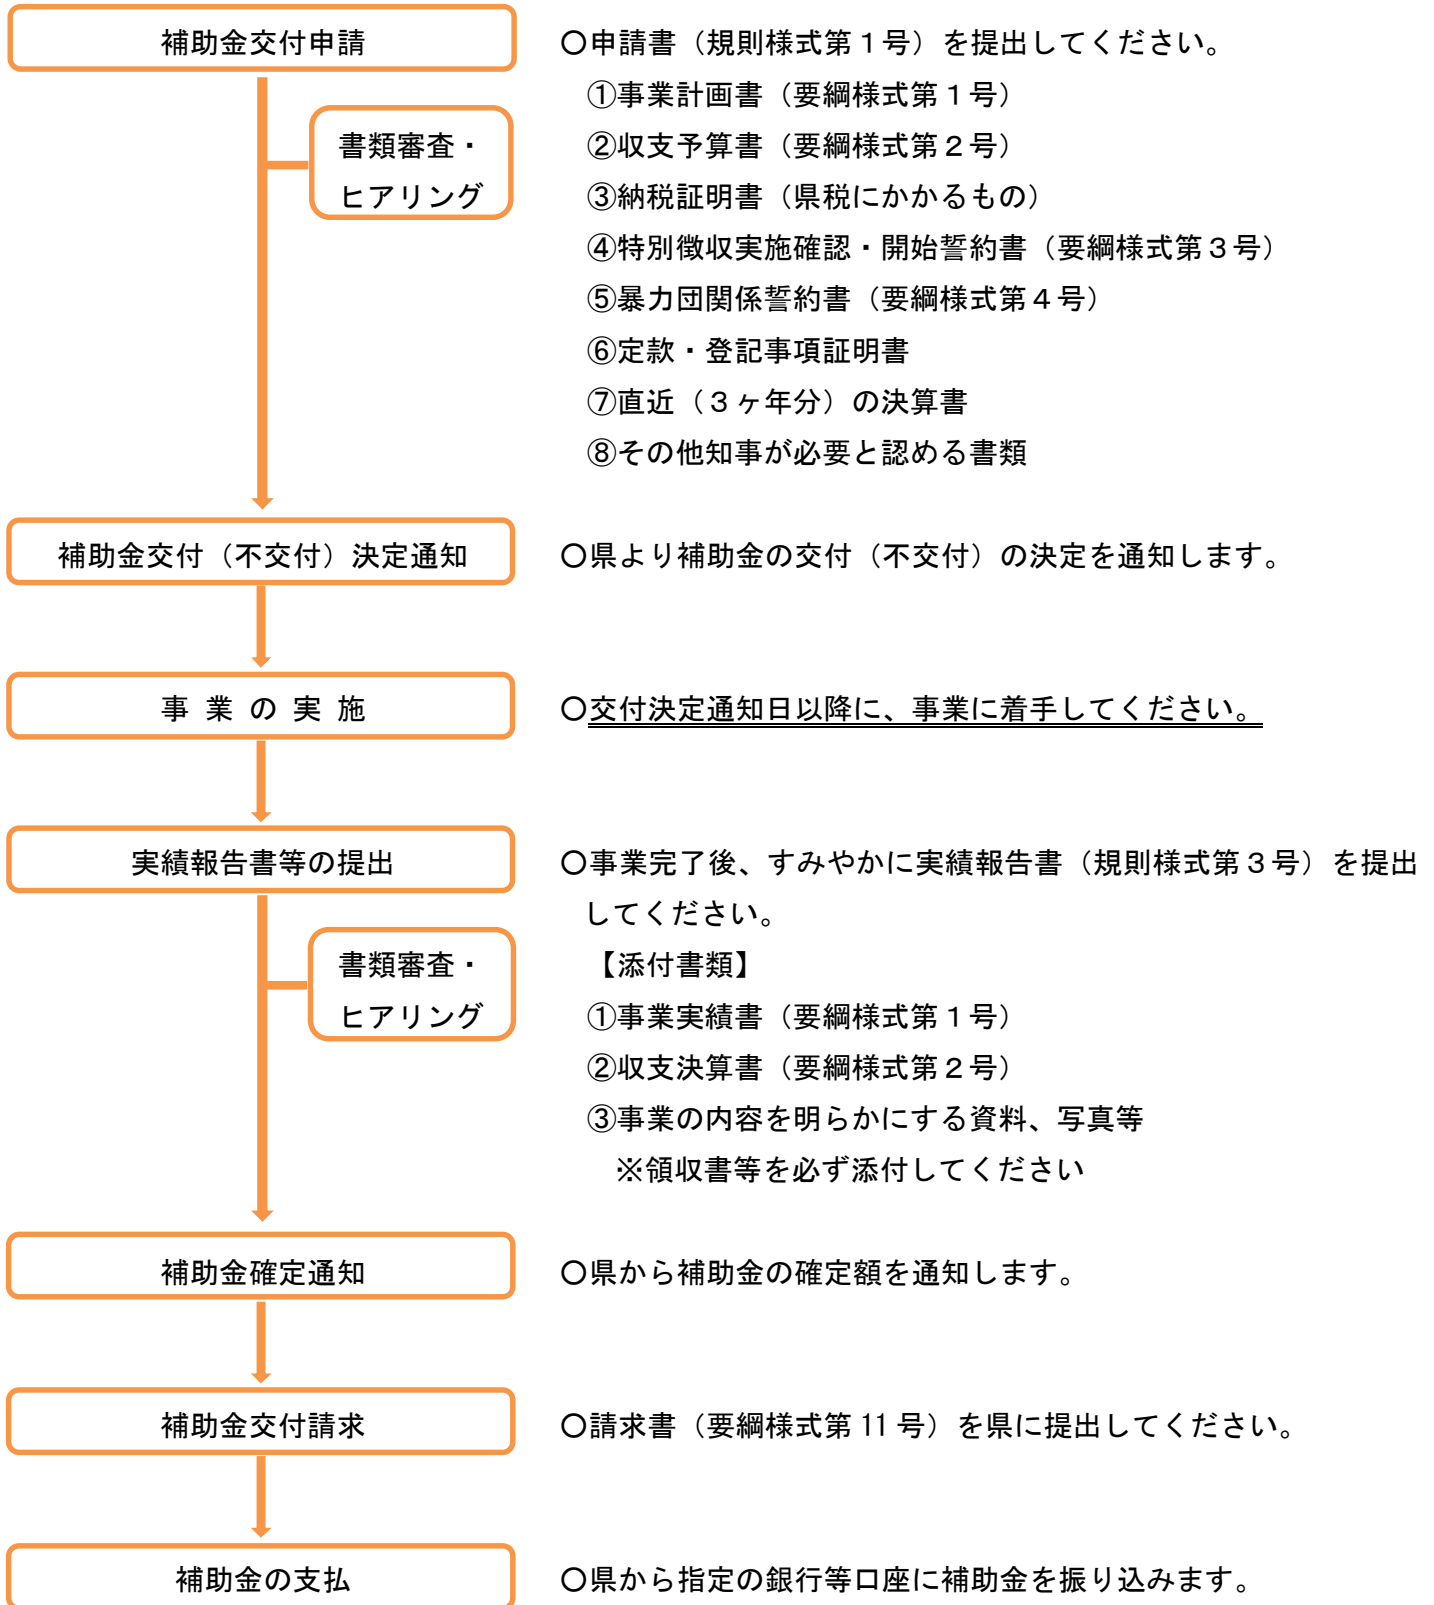 補助金交付申請
〇申請書（規則様式第１号）を提出してください。
①事業計画書（要綱様式第１号）
書類審査・
ヒアリング
②収支予算書（要綱様式第２号）
③納税証明書（県税にかかるもの）
④特別徴収実施確認・開始誓約書（要綱様式第３号）
⑤暴力団関係誓約書（要綱様式第４号）
⑥定款・登記事項証明書
⑦直近（３ヶ年分）の決算書
⑧その他知事が必要と認める書類
補助金交付（不交付）決定通知
〇県より補助金の交付（不交付）の決定を通知します。
事 業 の 実 施
〇交付決定通知日以降に、事業に着手してください。
実績報告書等の提出
〇事業完了後、すみやかに実績報告書（規則様式第３号）を提出
してください。
書類審査・
ヒアリング
【添付書類】
①事業実績書（要綱様式第１号）
②収支決算書（要綱様式第２号）
③事業の内容を明らかにする資料、写真等
※領収書等を必ず添付してください
補助金確定通知
〇県から補助金の確定額を通知します。
補助金交付請求
〇請求書（要綱様式第 11 号）を県に提出してください。
補助金の支払
〇県から指定の銀行等口座に補助金を振り込みます。